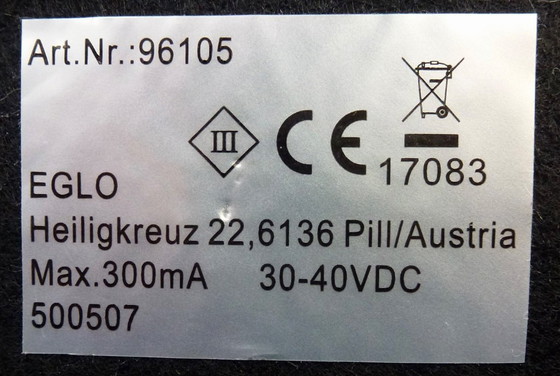 Art.Nr.:96105
III CE
17083
EGLO
Heiligkreuz 22,6136 Pill/Austria
Max.300mA 30-40VDC
500507